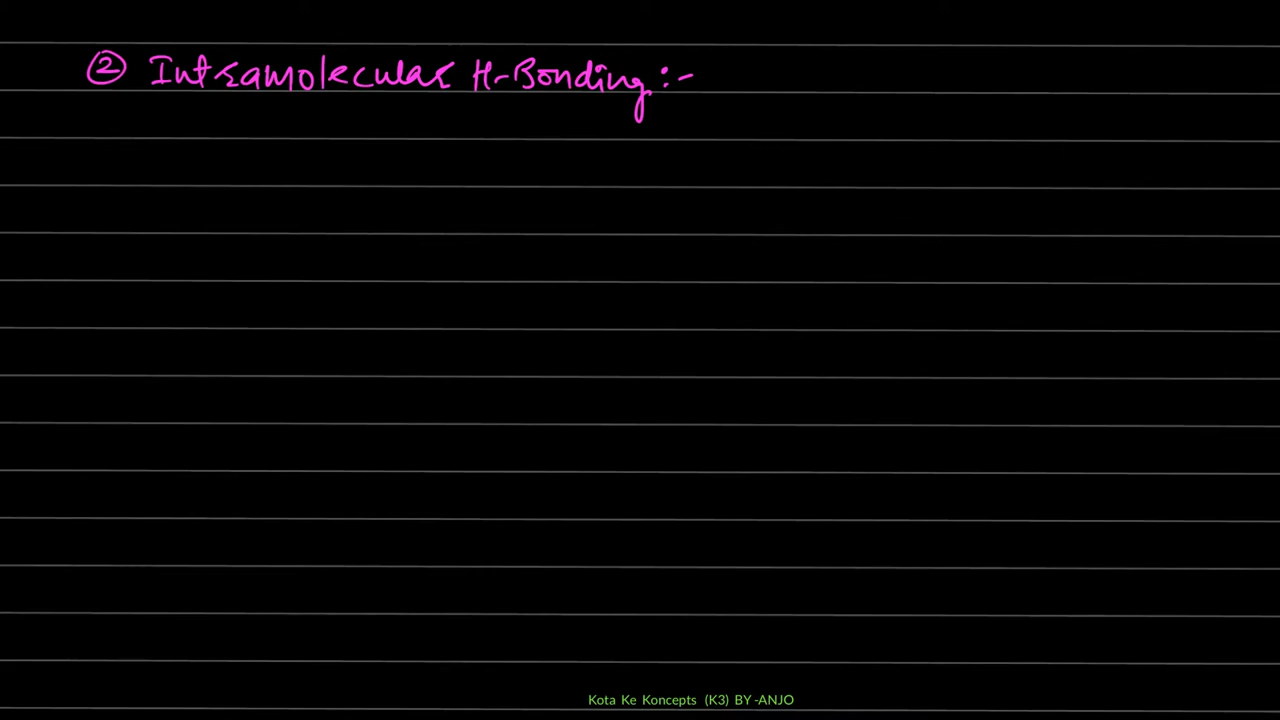 ② Intramolecular H-Bonding:-
Kota Ke Koncepts (K3) BY -ANJO